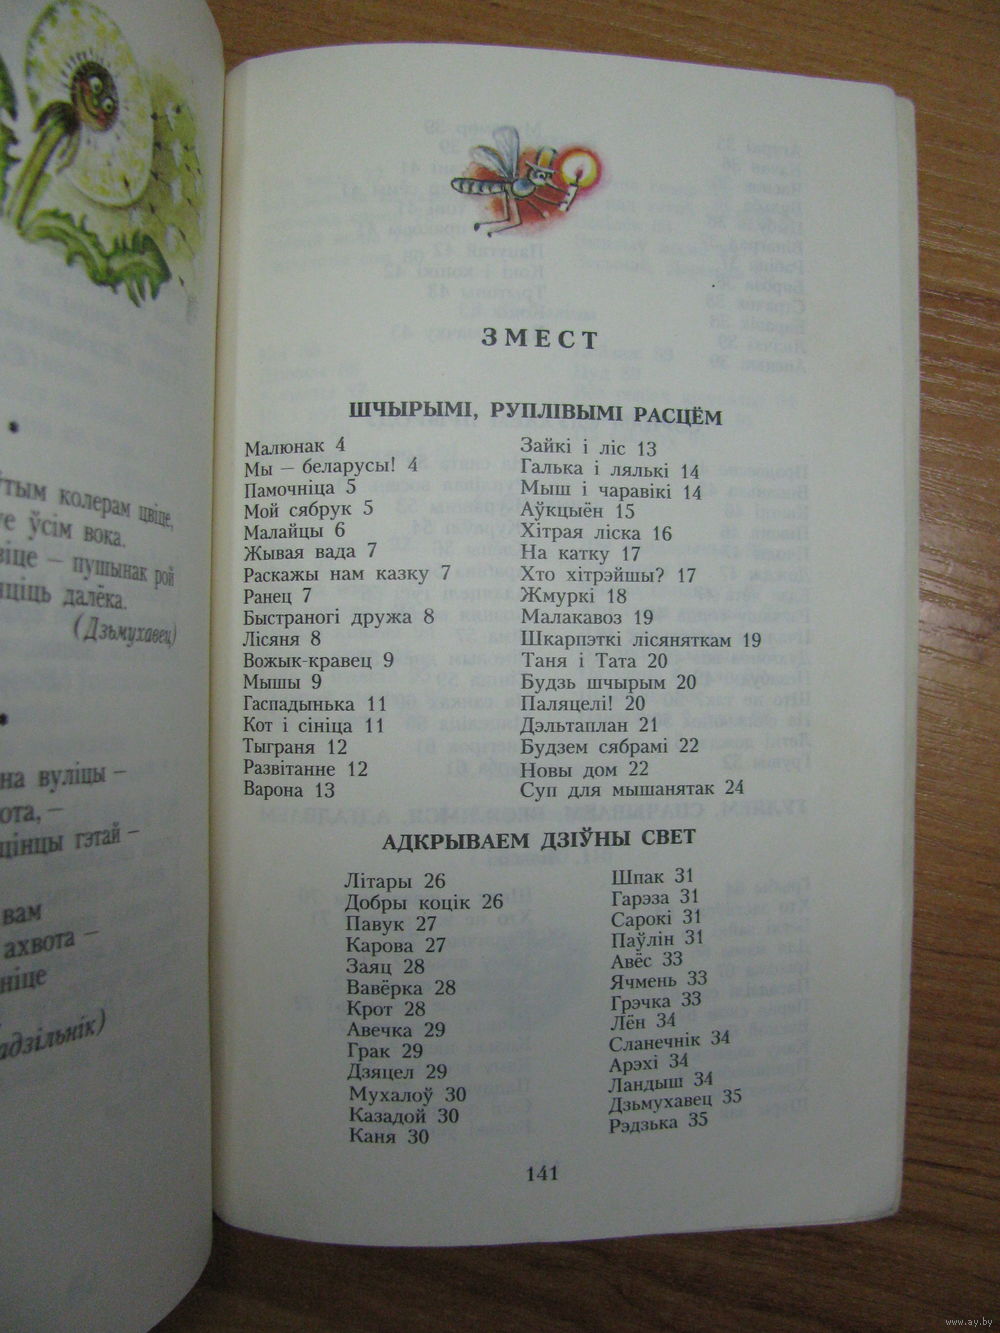 ўтым колерам цвіце,
ўсім вока.
пушынак рой
далёка.
(Дзьмухавец)
на вуліцы –
гэтай –
вам
ахвота –
ЗМЕСТ
ШЧЫРЫМІ, РУПЛІВЫМІ РАСЦЁМ
Малюнак 4
Мы – беларусы! 4
Памочніца 5
Мой сябрук 5
Малайцы 6
Жывая вада 7
Раскажы нам казку 7
Ранец 7
Быстраногі дружа 8
Лісяня 8
Вожык-кравец 9
Мышы 9
Гаспадынька 11
Кот і сініца 11
Тыграня 12
Развітанне 12
Варона 13
Зайкі і ліс 13
Галька і лялькі 14
Мыш і чаравікі 14
Аўкцыён 15
Хітрая ліска 16
На катку 17
Хто хітрэйшы? 17
Жмуркі 18
Малакавоз 19
Шкарпэткі лісяняткам 19
Таня і Тата 20
Будзь шчырым 20
Паляцелі! 20
Дэльтаплан 21
Будзем сябрамі 22
Новы дом 22
Суп для мышанятак 24
АДКРЫВАЕМ ДЗІЎНЫ СВЕТ
Літары 26
Добры коцік 26
Павук 27
Карова 27
Заяц 28
Вавёрка 28
Крот 28
Авечка 29
Грак 29
Дзяцел 29
Мухалоў 30
Казадой 30
Каня 30
Шпак 31
Гарэза 31
Сарокі 31
Паўлін 31
Авёс 33
Ячмень 33
Грэчка 33
Лён 34
Сланечнік 34
Арэхі 34
Ландыш 34
Дзьмухавец 35
Рэдзька 35
141
www.ay.by